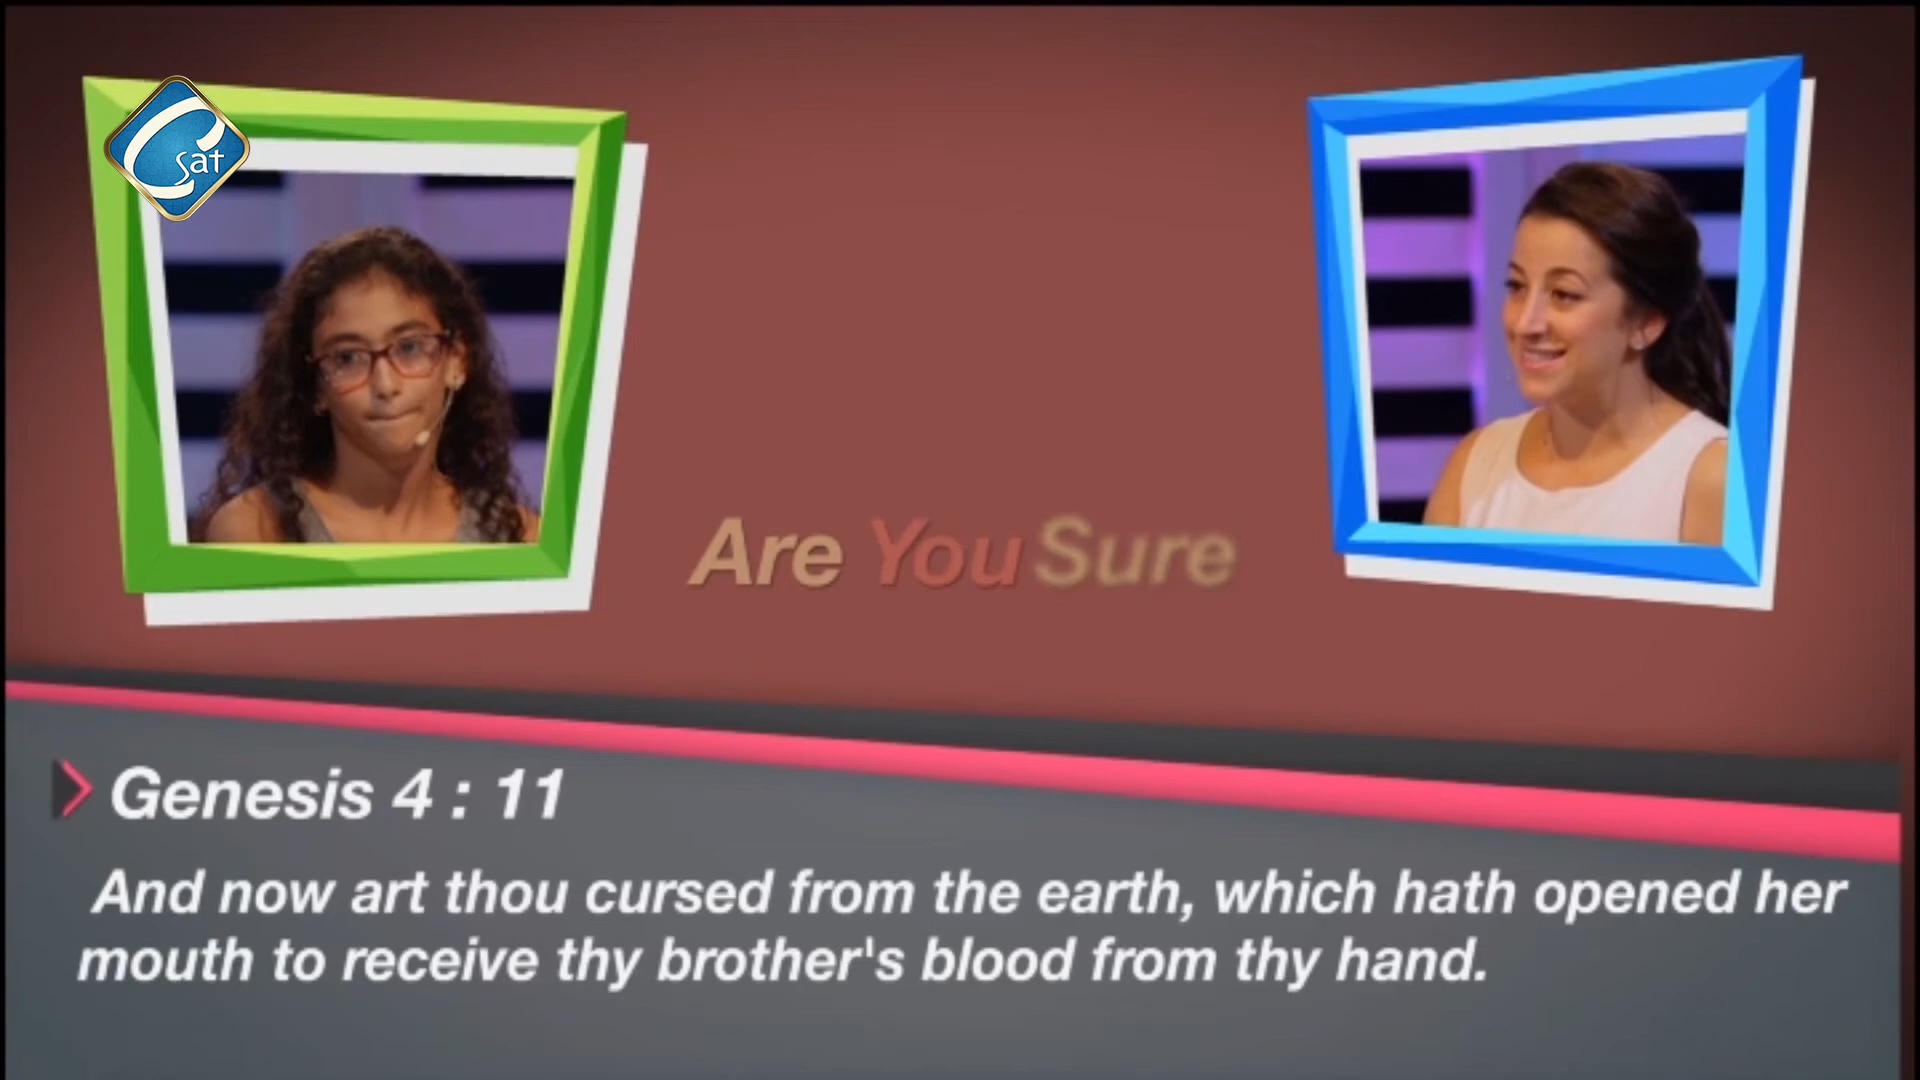 C Sat
Are You Sure
Genesis 4 : 11
And now art thou cursed from the earth, which hath opened her
mouth to receive thy brother's blood from thy hand.